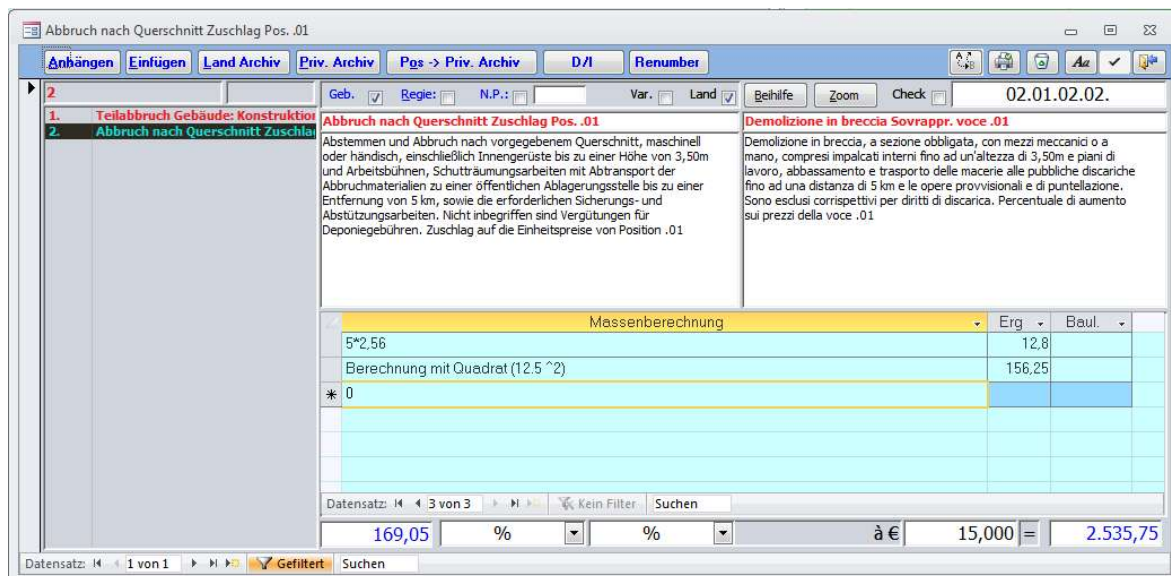 Abbruch nach Querschnitt Zuschlag Pos. .01
Anhängen Einfügen Land Archiv Priv. Archiv Pos -> Priv. Archiv D/I Renumber Aa
2 Geb. Regie: N.P.: Var. Land Beihilfe Zoom Check 02.01.02.02.
1. Teilabbruch Gebäude: Konstruktion
2. Abbruch nach Querschnitt Zuschla
Abbruch nach Querschnitt Zuschlag Pos. .01
Abstemmen und Abbruch nach vorgegebenem Querschnitt, maschinell
oder händisch, einschließlich Innengerüste bis zu einer Höhe von 3,50m
und Arbeitsbühnen, Schutträumungsarbeiten mit Abtransport der
Abbruchmaterialien zu einer öffentlichen Ablagerungsstelle bis zu einer
Entfernung von 5 km, sowie die erforderlichen Sicherungs- und
Abstützungsarbeiten. Nicht inbegriffen sind Vergütungen für
Deponiegebühren. Zuschlag auf die Einheitspreise von Position .01
Demolizione in breccia Sovrappr. voce .01
Demolizione in breccia, a sezione obbligata, con mezzi meccanici o a
mano, compresi impalcati interni fino ad un'altezza di 3,50m e piani di
lavoro, abbassamento e trasporto delle macerie alle pubbliche discariche
fino ad una distanza di 5 km e le opere provvisionali e di puntellazione.
Sono esclusi corrispettivi per diritti di discarica. Percentuale di aumento
sui prezzi della voce .01
Massenberechnung Erg Baul.
5*2,56 12,8
Berechnung mit Quadrat (12.5 ^2) 156,25
* 0
Datensatz: 3 von 3 Kein Filter Suchen
169,05 % % à € 15,000 = 2.535,75
Datensatz: 1 von 1 Gefiltert Suchen